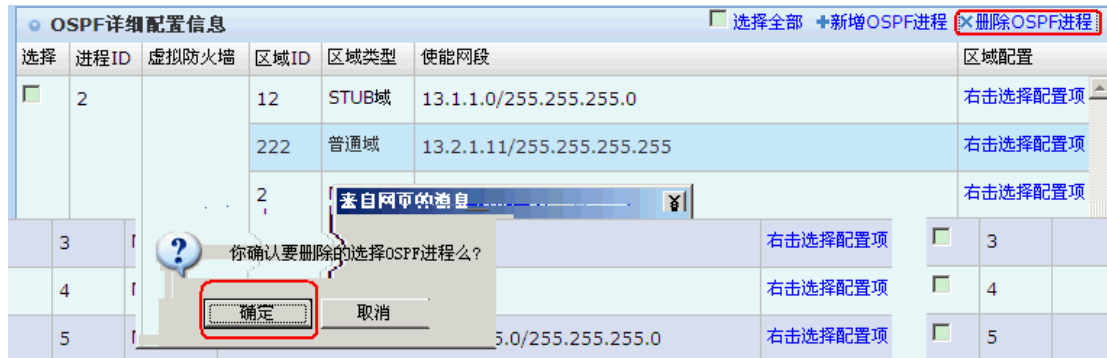 OSPF详细配置信息 选择全部 新增OSPF进程 删除OSPF进程
选择 进程ID 虚拟防火墙 区域ID 区域类型 使能网段 区域配置
2 12 STUB域 13.1.1.0/255.255.255.0 右击选择配置项
222 普通域 13.2.1.11/255.255.255.255 右击选择配置项
2 右击选择配置项
来自网页的消息
3 右击选择配置项 3
你确认要删除的选择OSPF进程么?
4 右击选择配置项 4
确定 取消
5 5.0/255.255.255.0 右击选择配置项 5